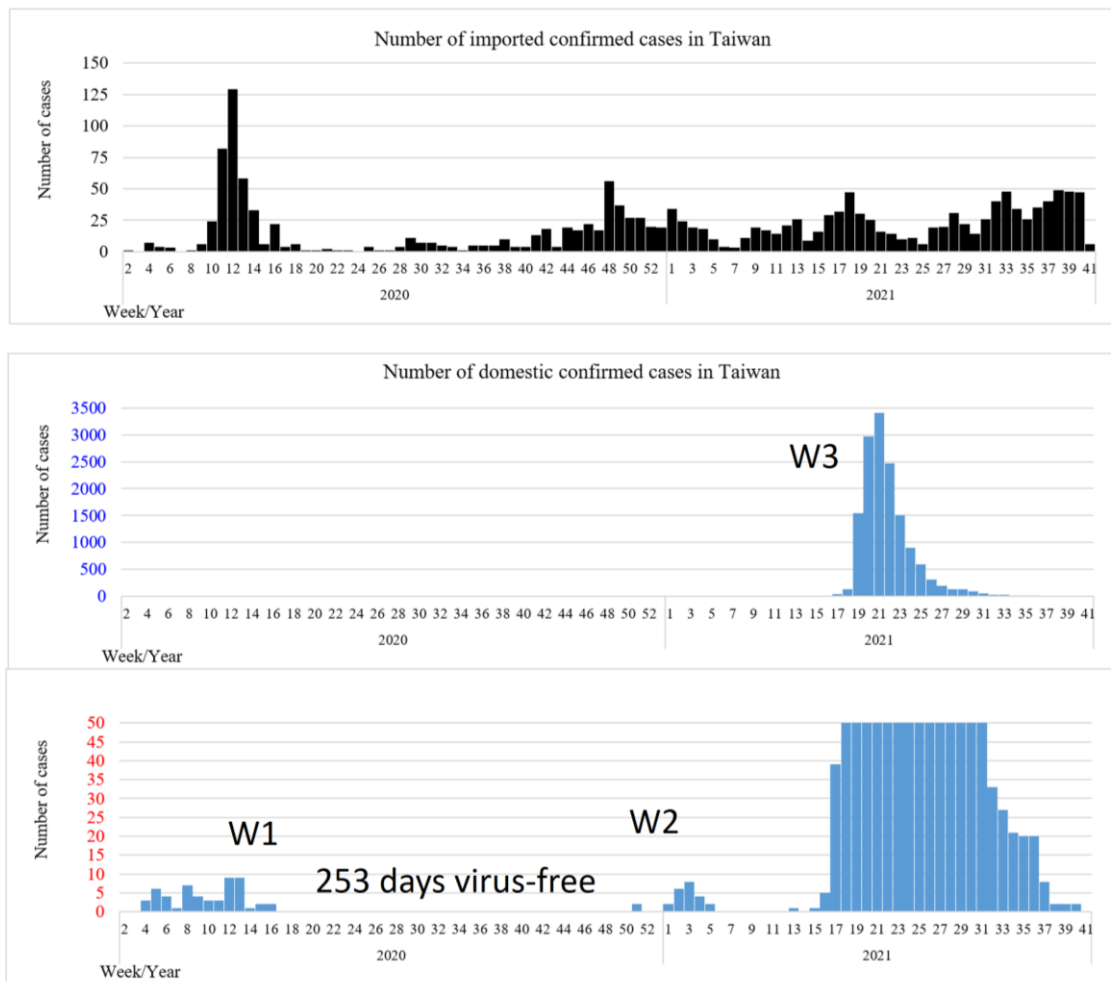 Number of imported confirmed cases in Taiwan
Number of cases
150
125
100
75
50
25
0
2 4 6 8 10 12 14 16 18 20 22 24 26 28 30 32 34 36 38 40 42 44 46 48 50 52 1 3 5 7 9 11 13 15 17 19 21 23 25 27 29 31 33 35 37 39 41
2020 2021
Week/Year
Number of domestic confirmed cases in Taiwan
Number of cases
3500
3000
2500
2000
1500
1000
500
0
W3
2 4 6 8 10 12 14 16 18 20 22 24 26 28 30 32 34 36 38 40 42 44 46 48 50 52 1 3 5 7 9 11 13 15 17 19 21 23 25 27 29 31 33 35 37 39 41
2020 2021
Week/Year
Number of cases
50
45
40
35
30
25
20
15
10
5
0
W1
W2
253 days virus-free
2 4 6 8 10 12 14 16 18 20 22 24 26 28 30 32 34 36 38 40 42 44 46 48 50 52 1 3 5 7 9 11 13 15 17 19 21 23 25 27 29 31 33 35 37 39 41
2020 2021
Week/Year